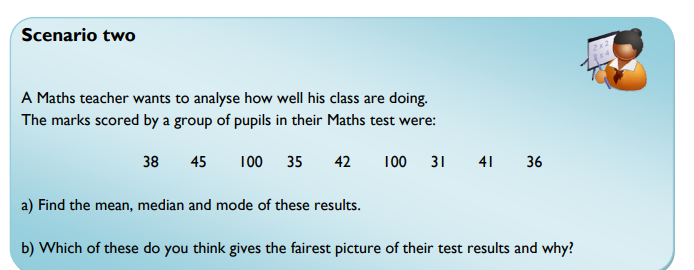 Scenario two
A Maths teacher wants to analyse how well his class are doing.
The marks scored by a group of pupils in their Maths test were:
38 45 100 35 42 100 31 41 36
a) Find the mean, median and mode of these results.
b) Which of these do you think gives the fairest picture of their test results and why?